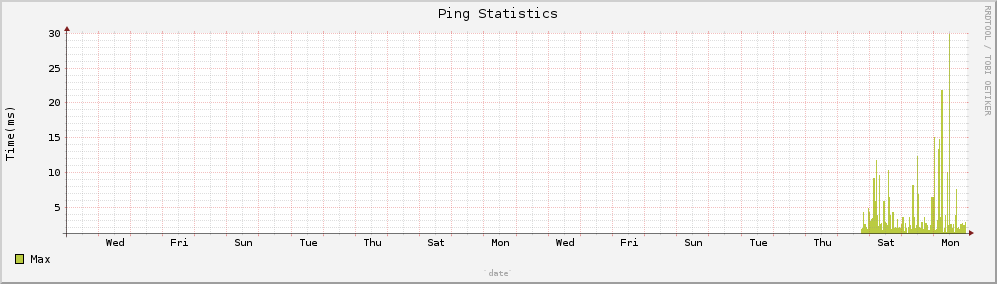 Ping Statistics
RRDTOOL / TOBI OETIKER
Time(ms)
30
25
20
15
10
5
Wed Fri Sun Tue Thu Sat Mon Wed Fri Sun Tue Thu Sat Mon
Max
`date`